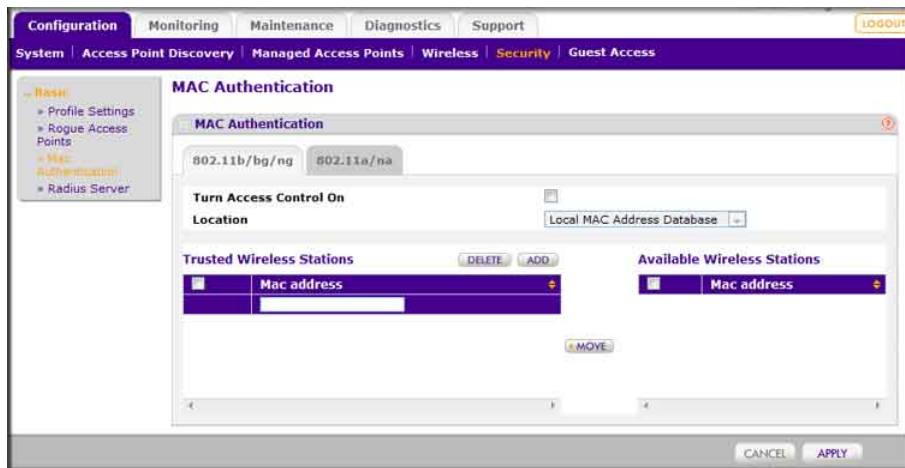 Configuration Monitoring Maintenance Diagnostics Support LOGOUT
System Access Point Discovery Managed Access Points Wireless Security Guest Access
Basic
» Profile Settings
» Rogue Access
Points
» Mac
Authentication
» Radius Server
MAC Authentication
MAC Authentication
802.11b/bg/ng 802.11a/na
Turn Access Control On
Location Local MAC Address Database
Trusted Wireless Stations DELETE ADD Available Wireless Stations
Mac address Mac address
MOVE
CANCEL APPLY